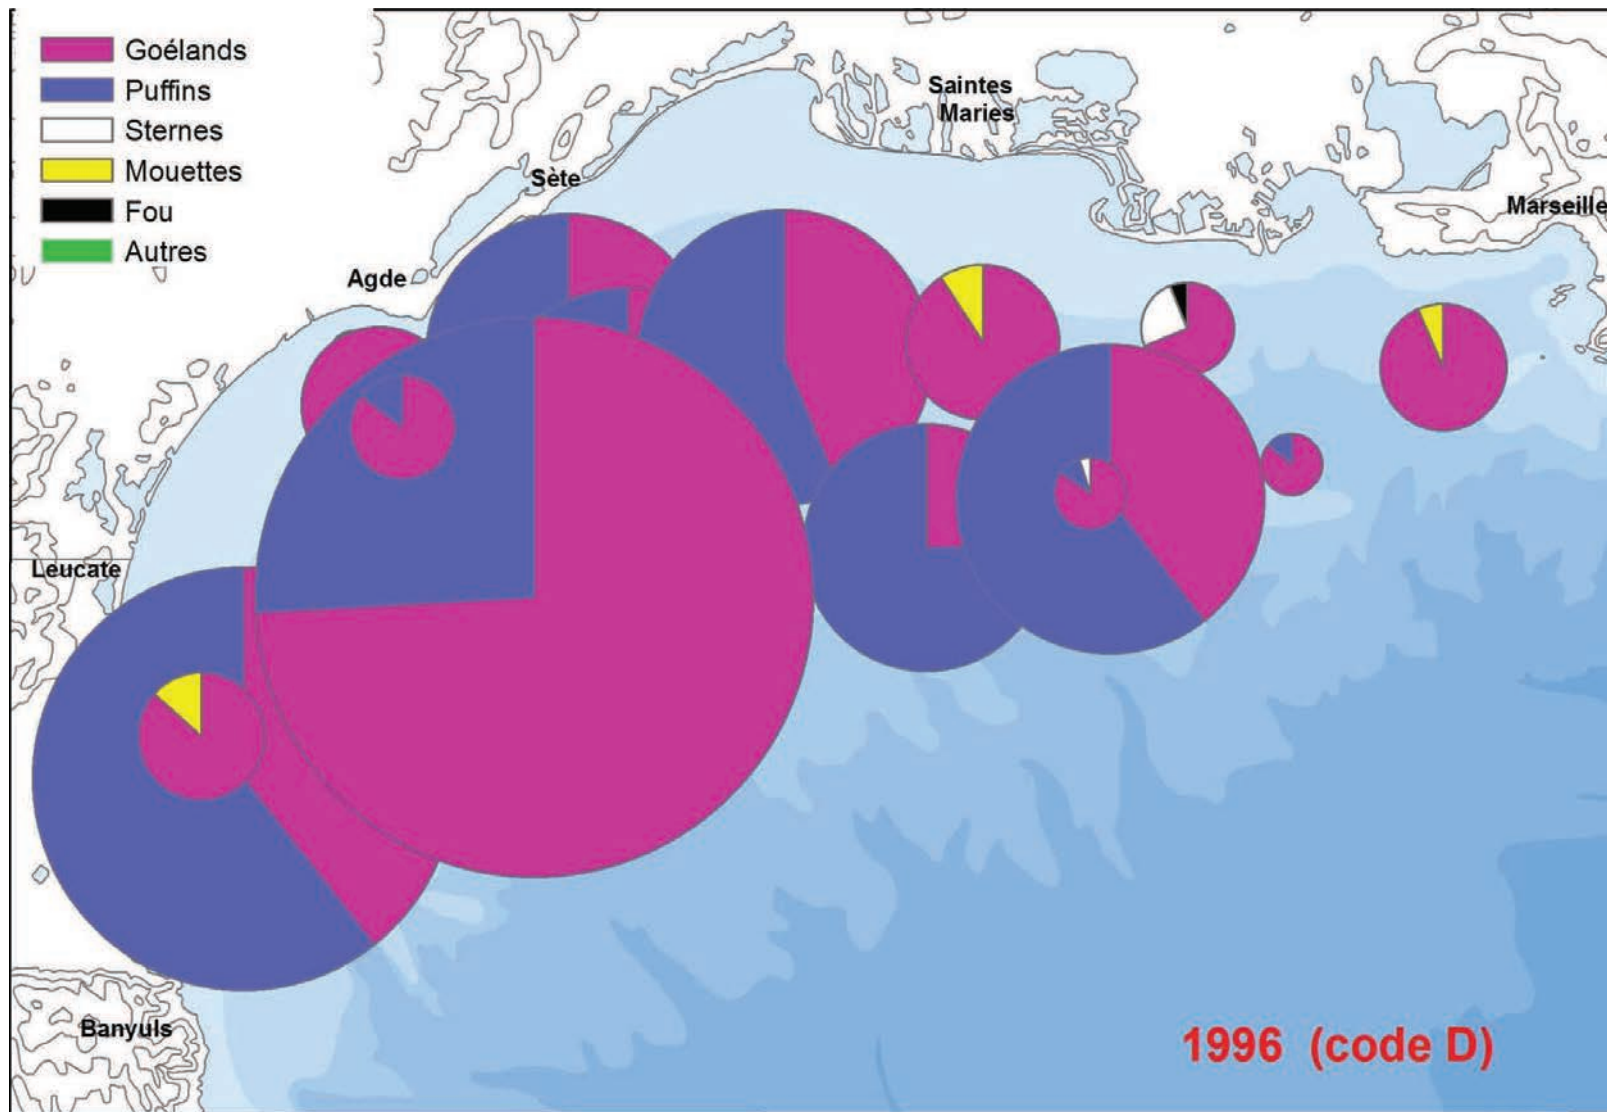 Goélands
Puffins
Sternes
Mouettes
Fou
Autres
Saintes
Maries
Sète
Marseille
Agde
Leucate
Banyuls
1996 (code D)